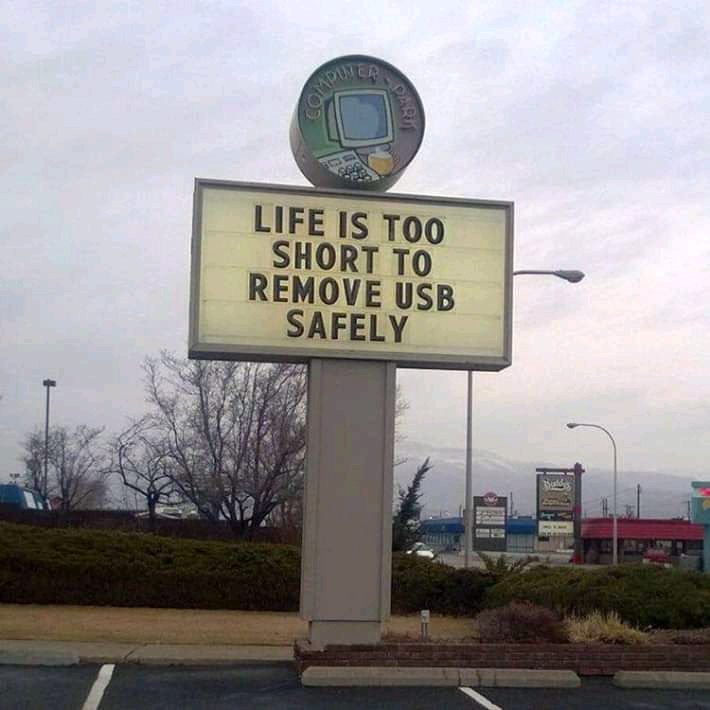 COMPUTER PARK
LIFE IS TOO
SHORT TO
REMOVE USB
SAFELY